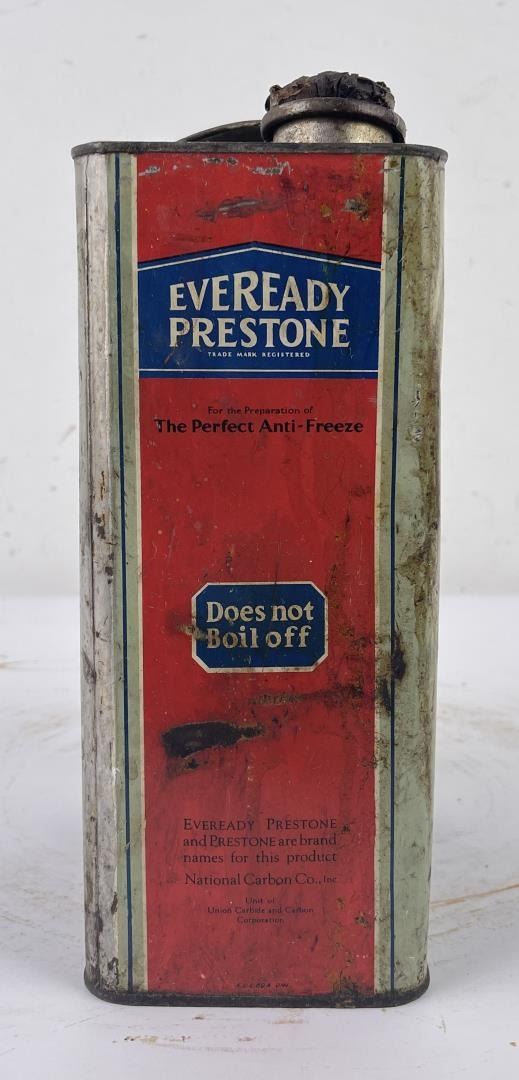 EVEREADY
PRESTONE
TRADE MARK REGISTERED
For the Preparation of
The Perfect Anti-Freeze
Does not
Boil off
EVEREADY PRESTONE
and PRESTONE are brand
names for this product
National Carbon Co., Inc.
Unit of
Union Carbide and Carbon
Corporation